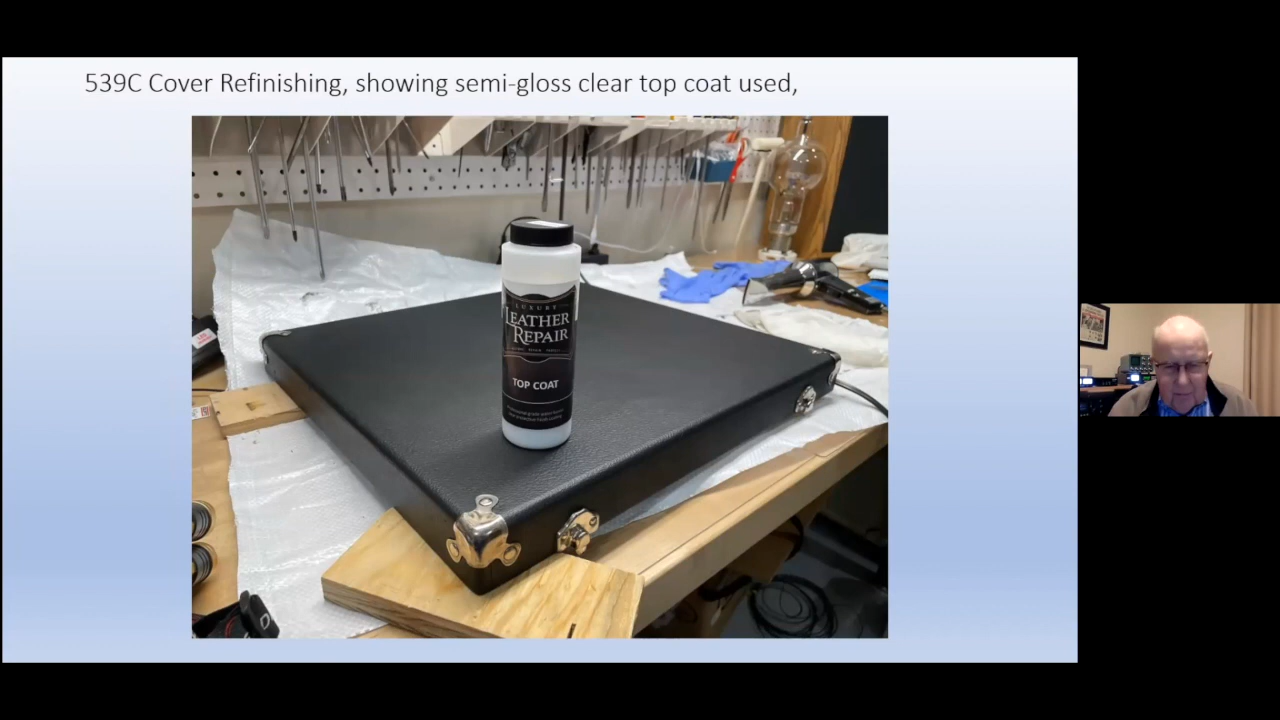 539C Cover Refinishing, showing semi-gloss clear top coat used,
LUXURY
LEATHER
REPAIR
TOP COAT